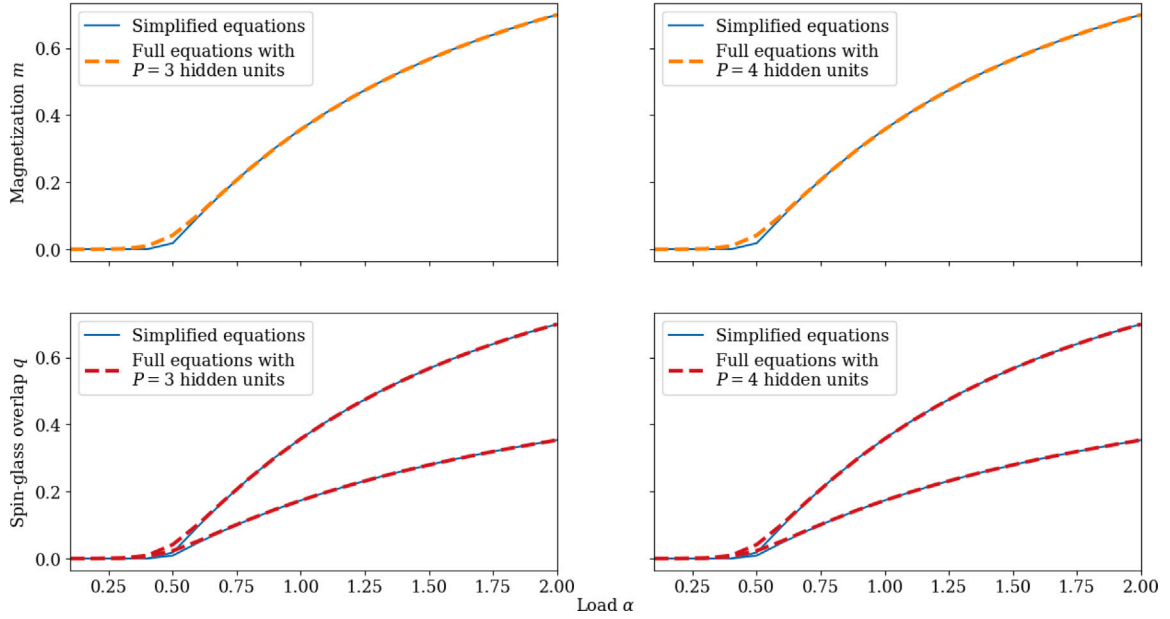 Simplified equations
Full equations with
P = 3 hidden units
Simplified equations
Full equations with
P = 4 hidden units
Magnetization m
0.6
0.4
0.2
0.0
Simplified equations
Full equations with
P = 3 hidden units
Simplified equations
Full equations with
P = 4 hidden units
Spin-glass overlap q
0.6
0.4
0.2
0.0
0.25 0.50 0.75 1.00 1.25 1.50 1.75 2.00
0.25 0.50 0.75 1.00 1.25 1.50 1.75 2.00
Load α